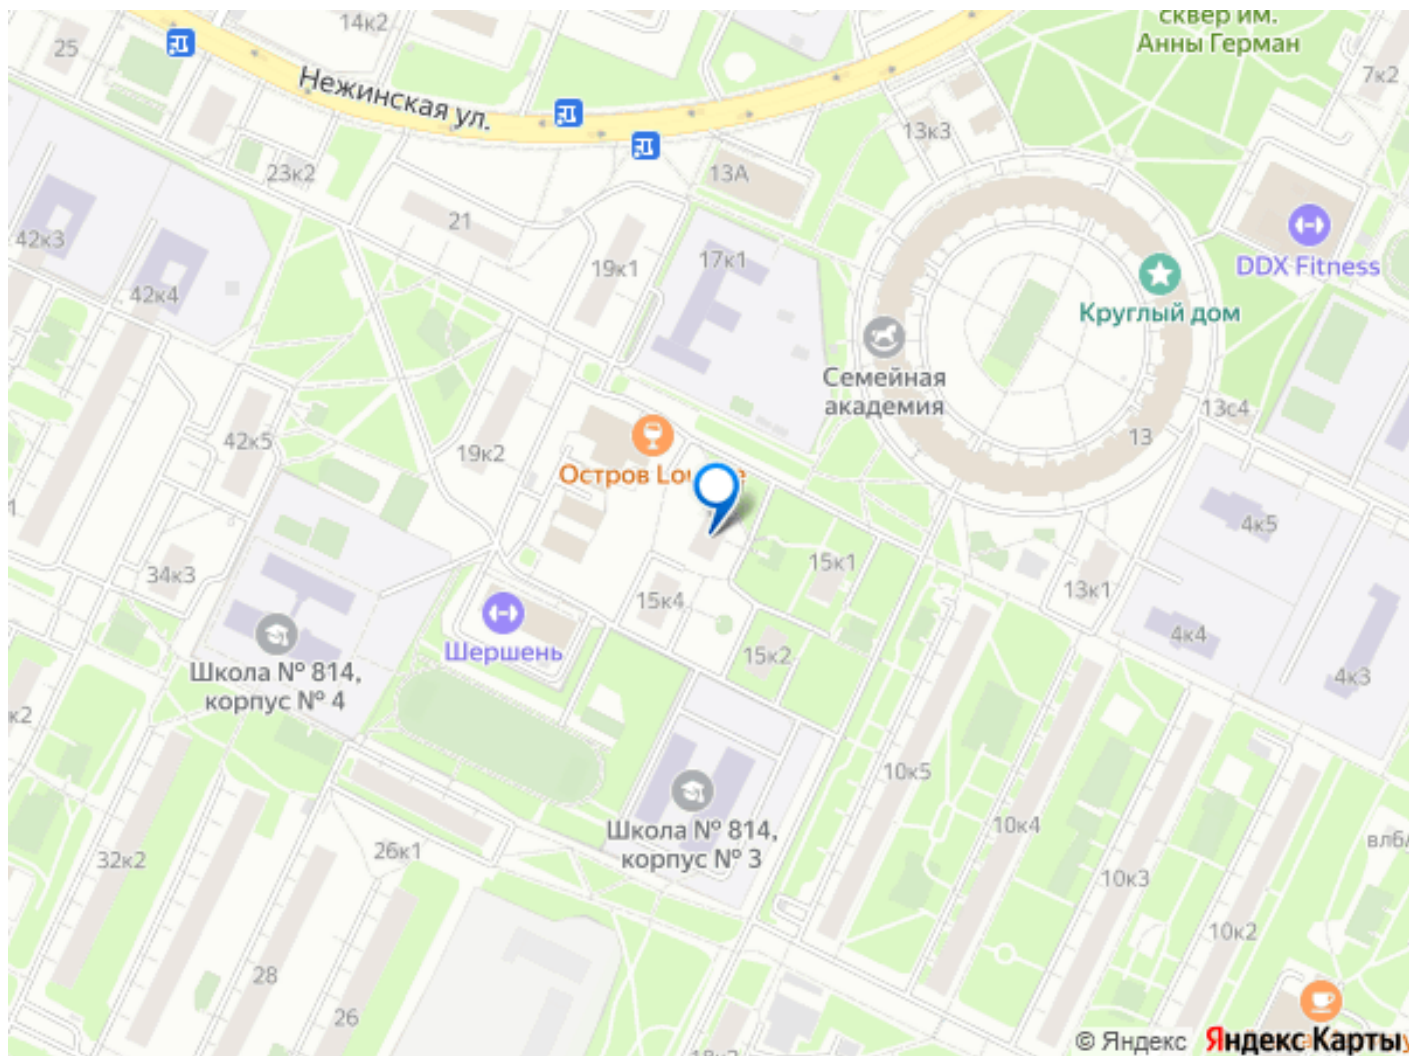 14к2
25
сквер им.
Анны Герман
7к2
Нежинская ул.
13к3
23к2
13А
21
42к3
19к1
17к1
DDX Fitness
42к4
Круглый дом
Семейная
академия
13с4
42к5
19к2
13
Остров
4к5
34к3
15к1
15к4
13к1
4к4
Шершень
15к2
4к3
Школа № 814,
корпус № 4
к2
10к5
Школа № 814,
корпус № 3
10к4
26к1
32к2
10к3
10к2
28
26
© Яндекс
Яндекс Карты